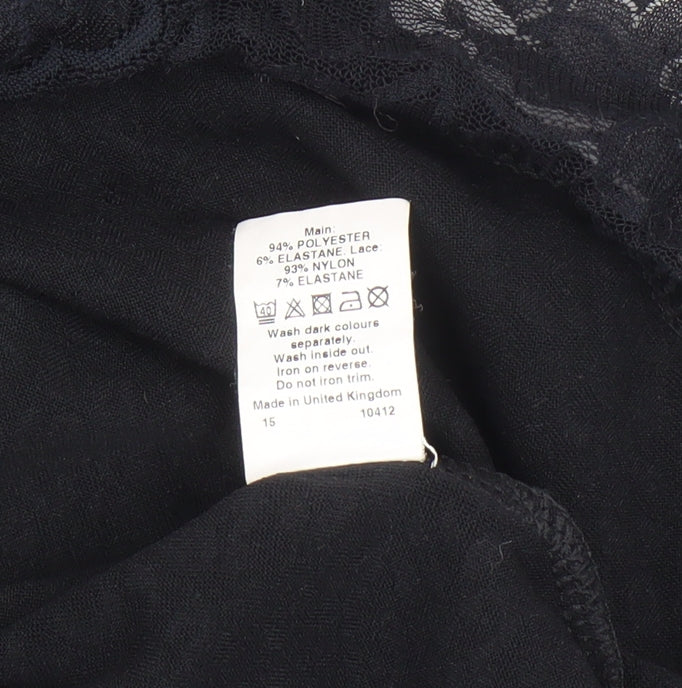 Main:
94% POLYESTER
6% ELASTANE. Lace:
93% NYLON
7% ELASTANE
40
Wash dark colours
separately.
Wash inside out.
Iron on reverse.
Do not iron trim.
Made in United Kingdom
15 10412